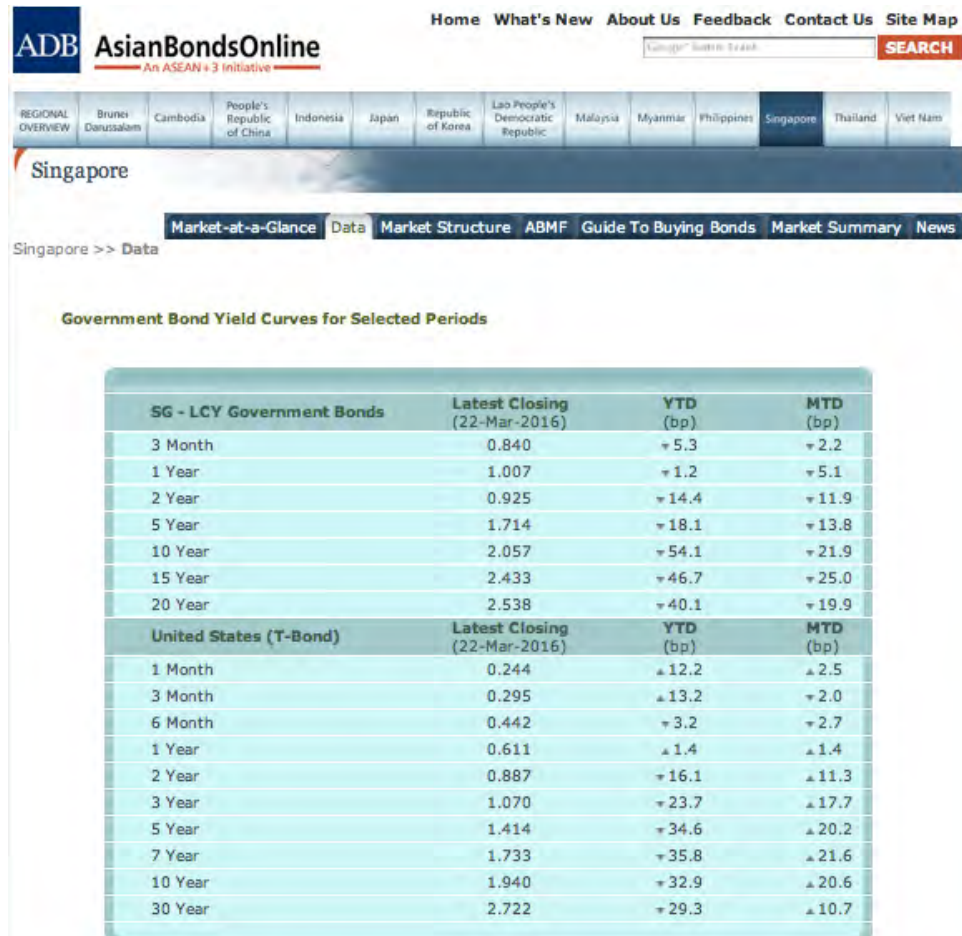 Home What's New About Us Feedback Contact Us Site Map
ADB AsianBondsOnline
An ASEAN+3 Initiative
SEARCH
REGIONAL OVERVIEW
Brunei Darussalam
Cambodia
People's Republic of China
Indonesia
Japan
Republic of Korea
Lao People's Democratic Republic
Malaysia
Myanmar
Philippines
Singapore
Thailand
Viet Nam
Singapore
Market-at-a-Glance Data Market Structure ABMF Guide To Buying Bonds Market Summary News
Singapore >> Data
Government Bond Yield Curves for Selected Periods
SG - LCY Government Bonds Latest Closing (22-Mar-2016) YTD (bp) MTD (bp)
3 Month 0.840 ▼5.3 ▼2.2
1 Year 1.007 ▼1.2 ▼5.1
2 Year 0.925 ▼14.4 ▼11.9
5 Year 1.714 ▼18.1 ▼13.8
10 Year 2.057 ▼54.1 ▼21.9
15 Year 2.433 ▼46.7 ▼25.0
20 Year 2.538 ▼40.1 ▼19.9
United States (T-Bond) Latest Closing (22-Mar-2016) YTD (bp) MTD (bp)
1 Month 0.244 ▲12.2 ▲2.5
3 Month 0.295 ▲13.2 ▼2.0
6 Month 0.442 ▼3.2 ▼2.7
1 Year 0.611 ▲1.4 ▲1.4
2 Year 0.887 ▼16.1 ▲11.3
3 Year 1.070 ▼23.7 ▲17.7
5 Year 1.414 ▼34.6 ▲20.2
7 Year 1.733 ▼35.8 ▲21.6
10 Year 1.940 ▼32.9 ▲20.6
30 Year 2.722 ▼29.3 ▲10.7